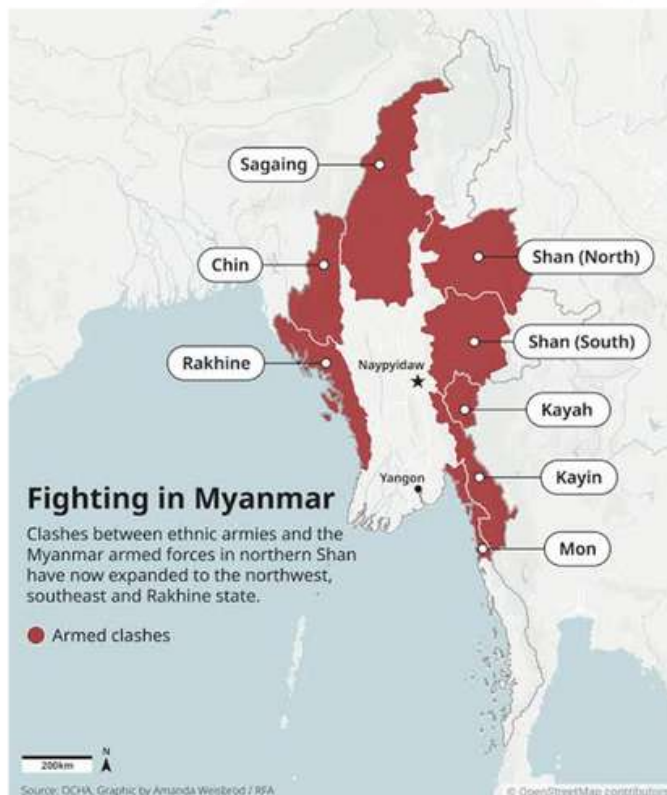 Sagaing
Chin
Shan (North)
Rakhine
Shan (South)
Naypyidaw
Kayah
Yangon
Kayin
Mon
Fighting in Myanmar
Clashes between ethnic armies and the
Myanmar armed forces in northern Shan
have now expanded to the northwest,
southeast and Rakhine state.
Armed clashes
200km
N
Source: OCHA, Graphic by Amanda Weisbrod / RFA
© OpenStreetMap contributors